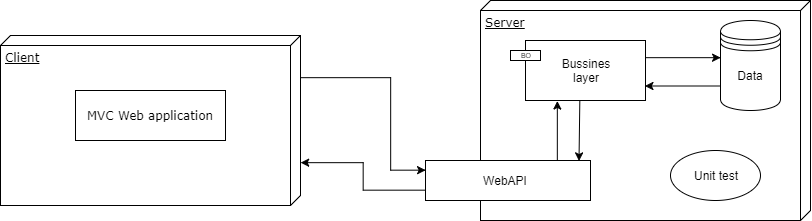 Client
MVC Web application
Server
BO
Bussines
layer
Data
WebAPI
Unit test